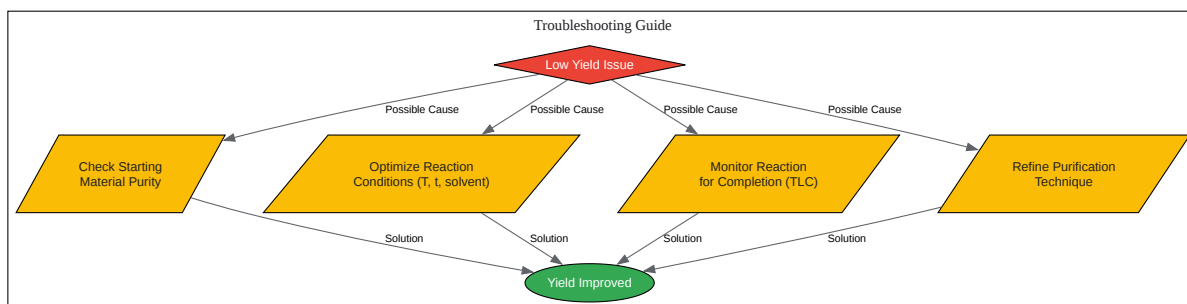 Troubleshooting Guide
Low Yield Issue
Possible Cause
Possible Cause
Possible Cause
Possible Cause
Check Starting
Material Purity
Optimize Reaction
Conditions (T, t, solvent)
Monitor Reaction
for Completion (TLC)
Refine Purification
Technique
Solution
Solution
Solution
Solution
Yield Improved